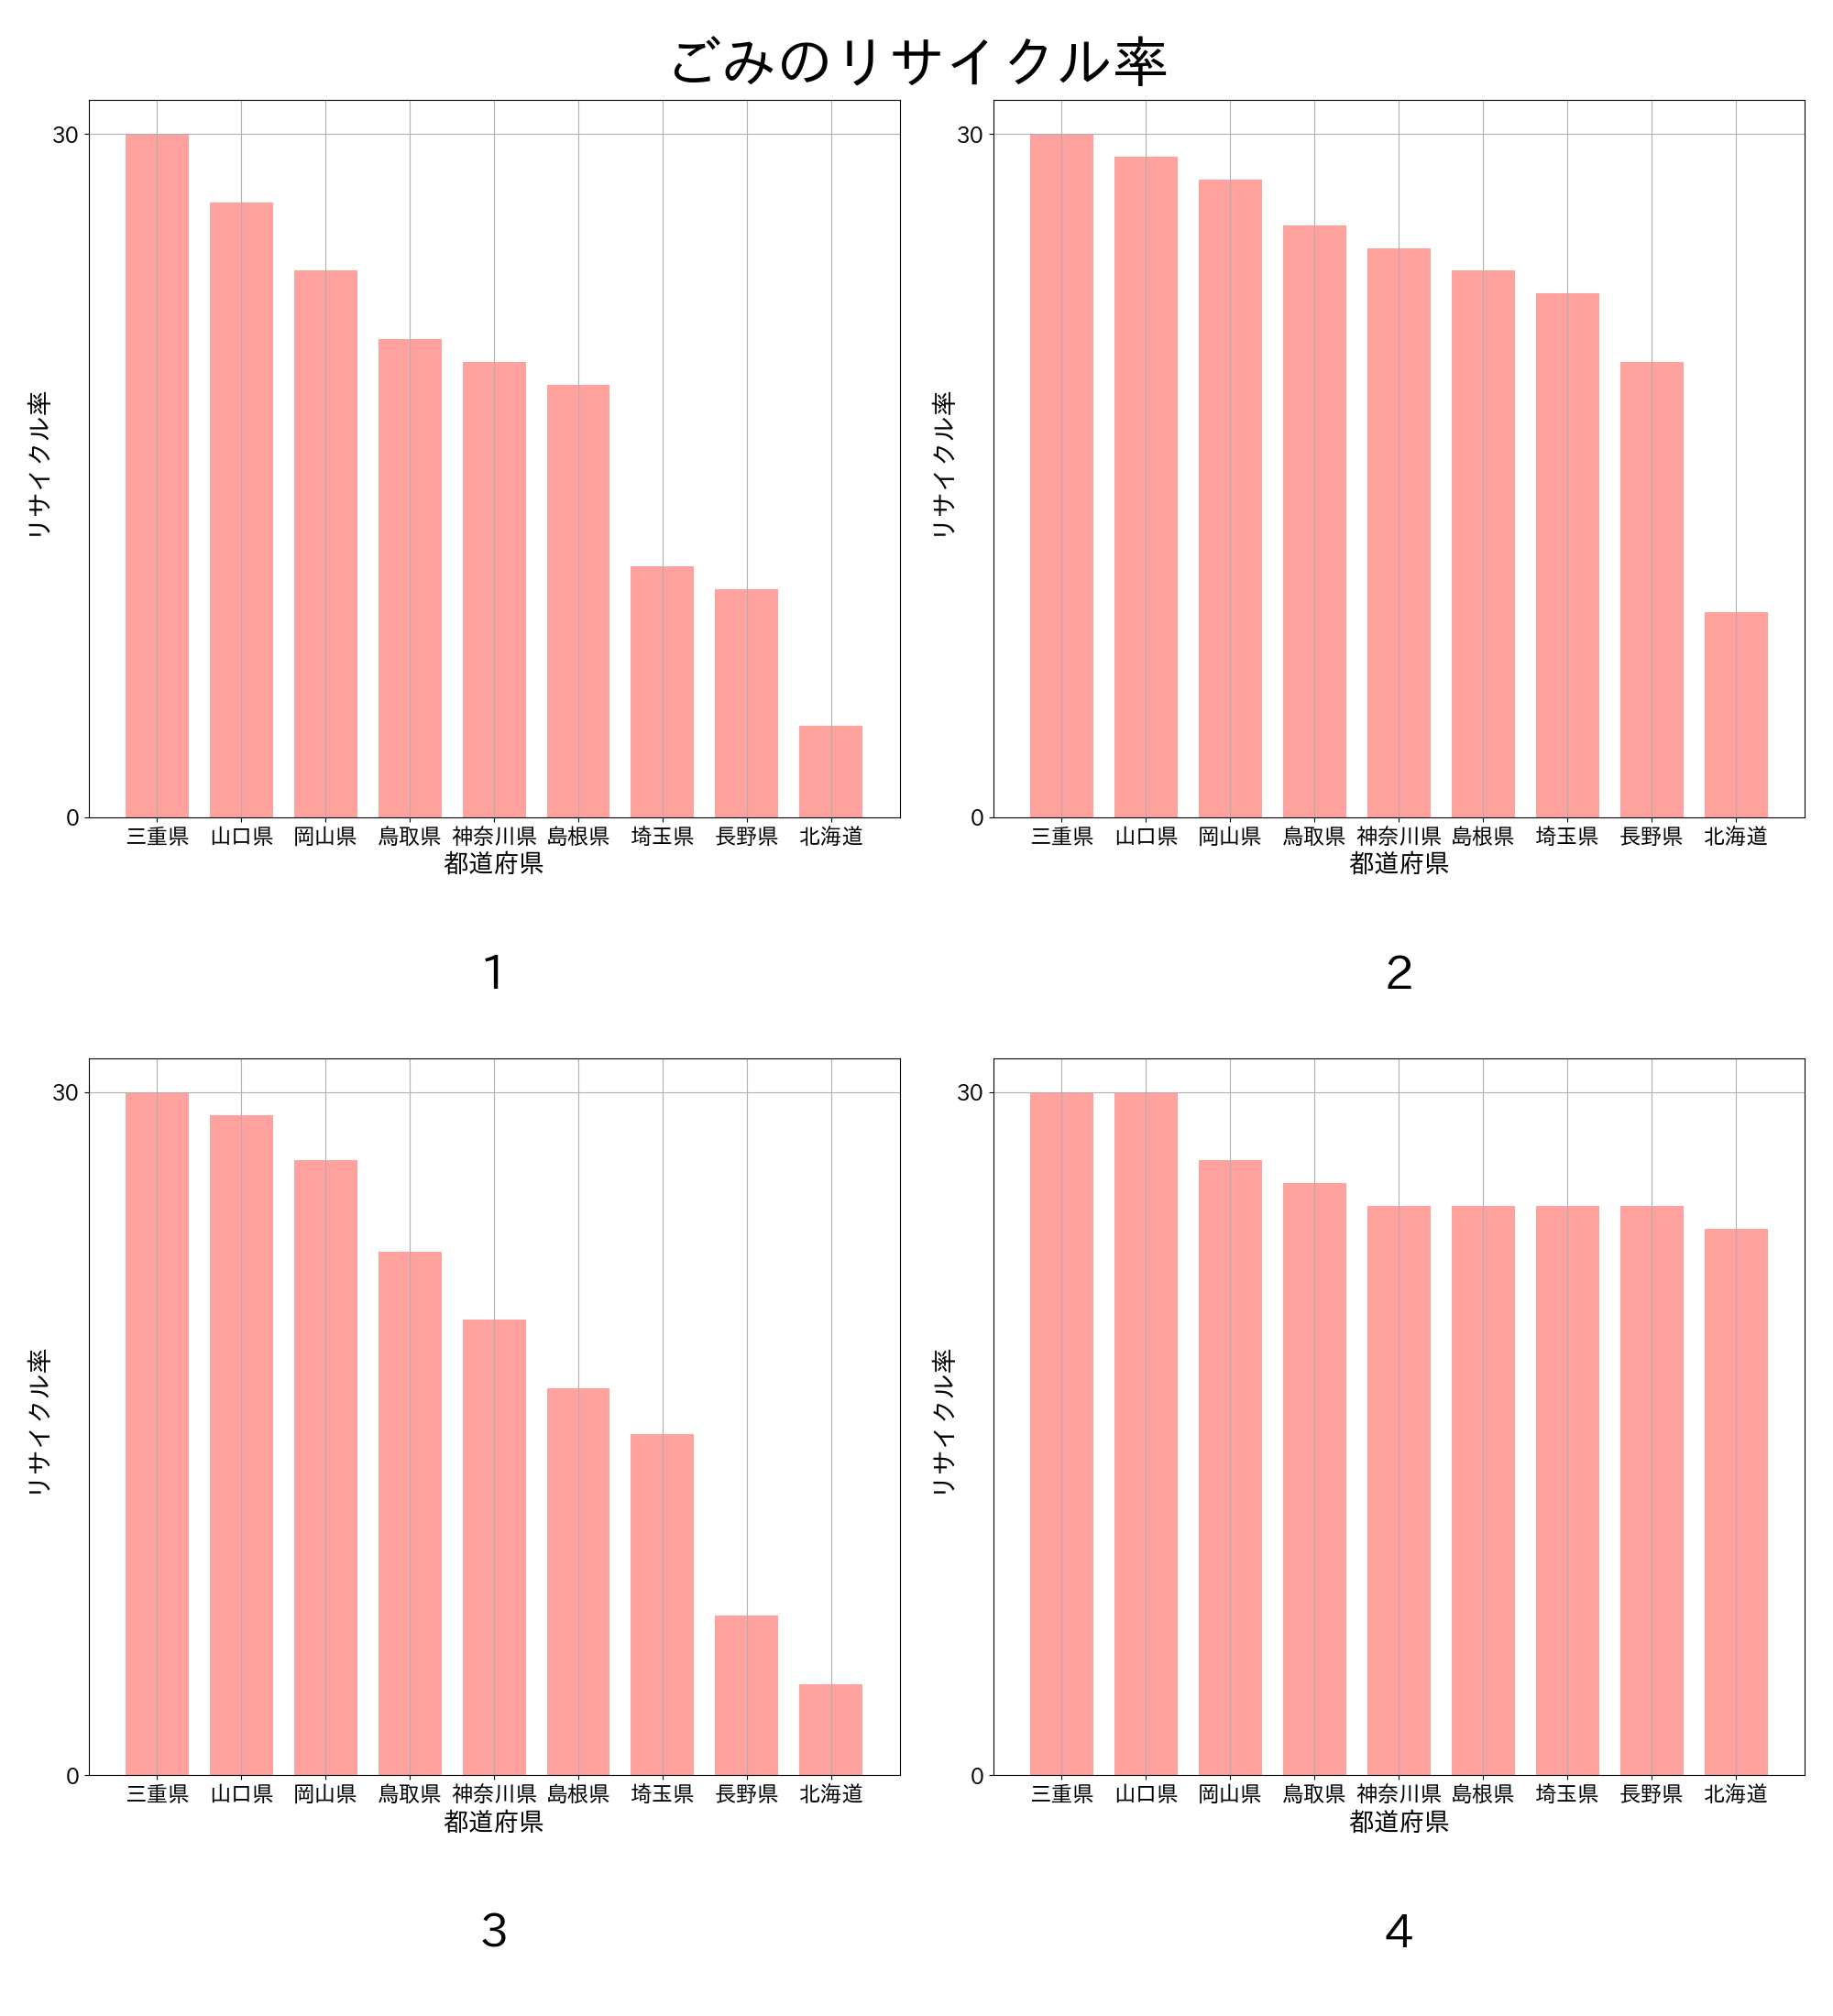 ごみのリサイクル率
30
0
リサイクル率
三重県 山口県 岡山県 鳥取県 神奈川県 島根県 埼玉県 長野県 北海道
都道府県
1
30
0
リサイクル率
三重県 山口県 岡山県 鳥取県 神奈川県 島根県 埼玉県 長野県 北海道
都道府県
2
30
0
リサイクル率
三重県 山口県 岡山県 鳥取県 神奈川県 島根県 埼玉県 長野県 北海道
都道府県
3
30
0
リサイクル率
三重県 山口県 岡山県 鳥取県 神奈川県 島根県 埼玉県 長野県 北海道
都道府県
4